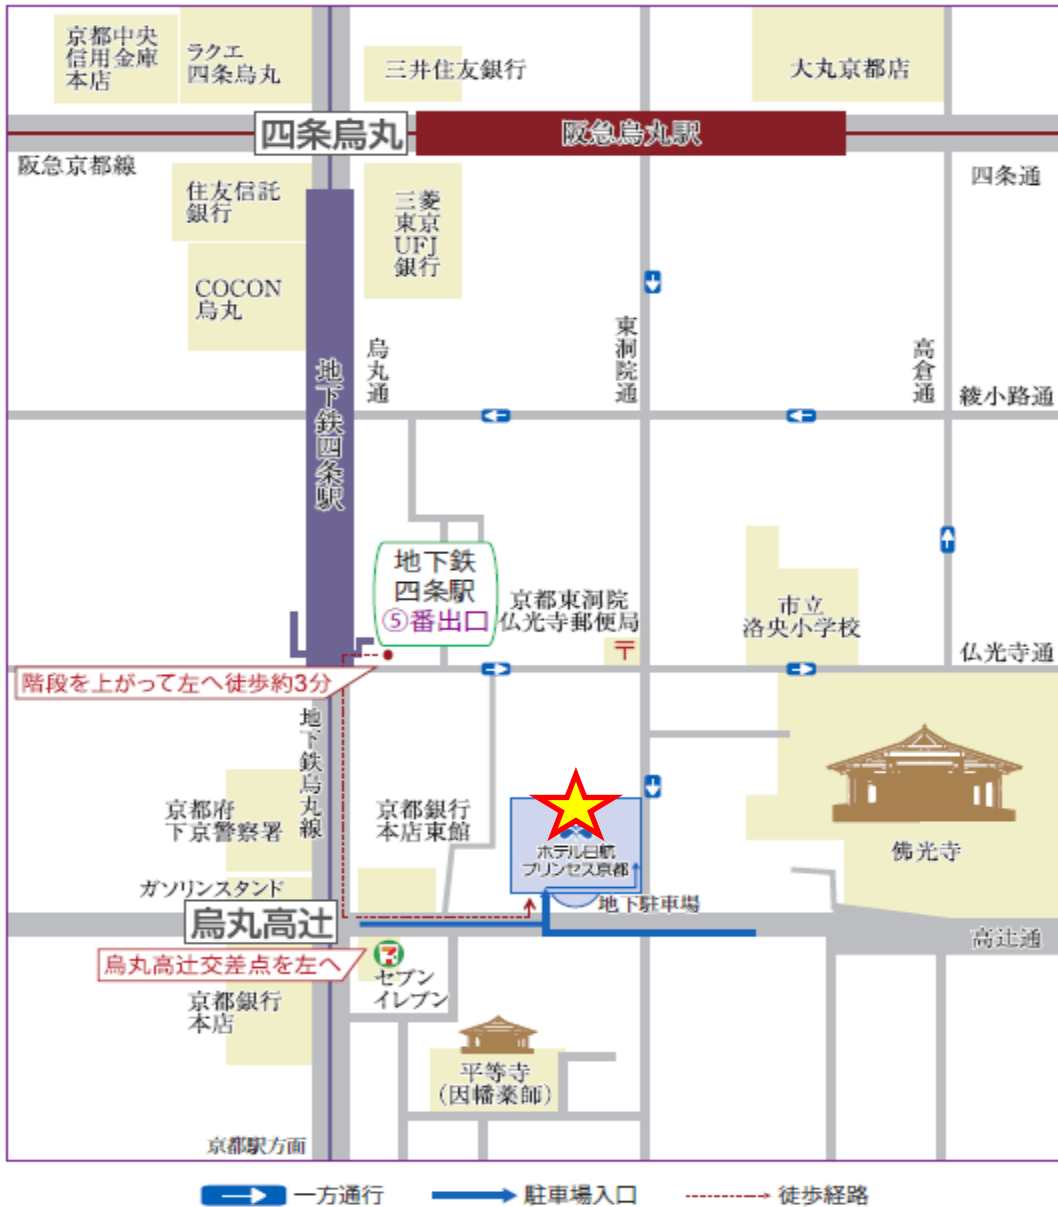 京都中央
信用金庫
本店
ラクエ
四条烏丸
三井住友銀行
大丸京都店
四条烏丸
阪急烏丸駅
阪急京都線
四条通
住友信託
銀行
三菱
東京
UFJ
銀行
COCON
烏丸
地下鉄四条駅
烏丸通
東洞院通
高倉通
綾小路通
地下鉄
四条駅
⑤番出口
京都東洞院
仏光寺郵便局
〒
市立
洛央小学校
仏光寺通
階段を上がって左へ徒歩約3分
地下鉄烏丸線
京都府
下京警察署
京都銀行
本店東館
ホテル日航
プリンセス京都
佛光寺
ガソリンスタンド
地下駐車場
烏丸高辻
高辻通
烏丸高辻交差点を左へ
7
セブン
イレブン
京都銀行
本店
平等寺
(因幡薬師)
京都駅方面
一方通行
駐車場入口
徒歩経路